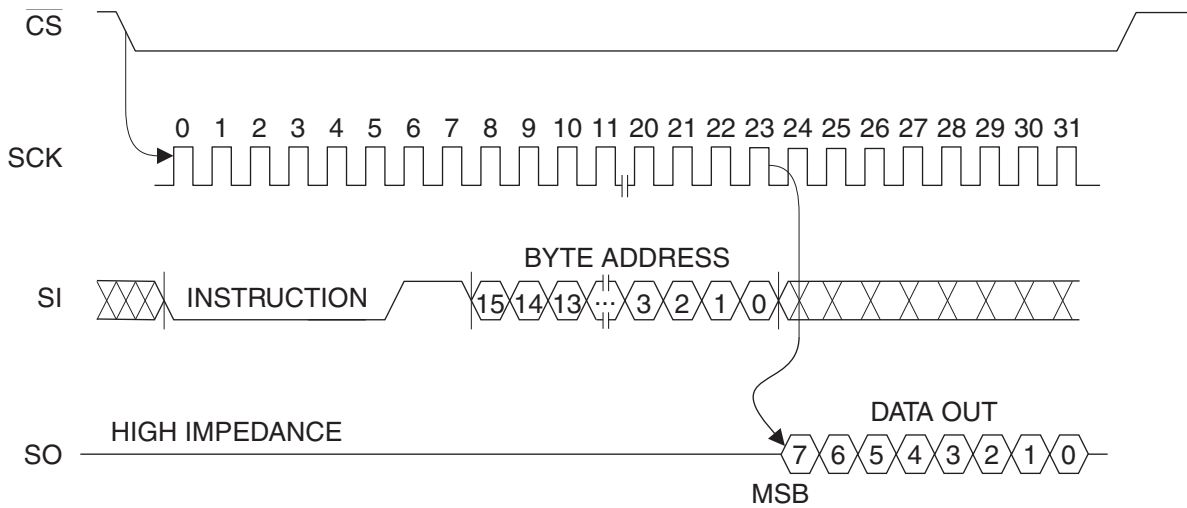 CS
0 1 2 3 4 5 6 7 8 9 10 11 20 21 22 23 24 25 26 27 28 29 30 31
SCK
BYTE ADDRESS
SI INSTRUCTION 15 14 13 ... 3 2 1 0
DATA OUT
HIGH IMPEDANCE
SO 7 6 5 4 3 2 1 0
MSB